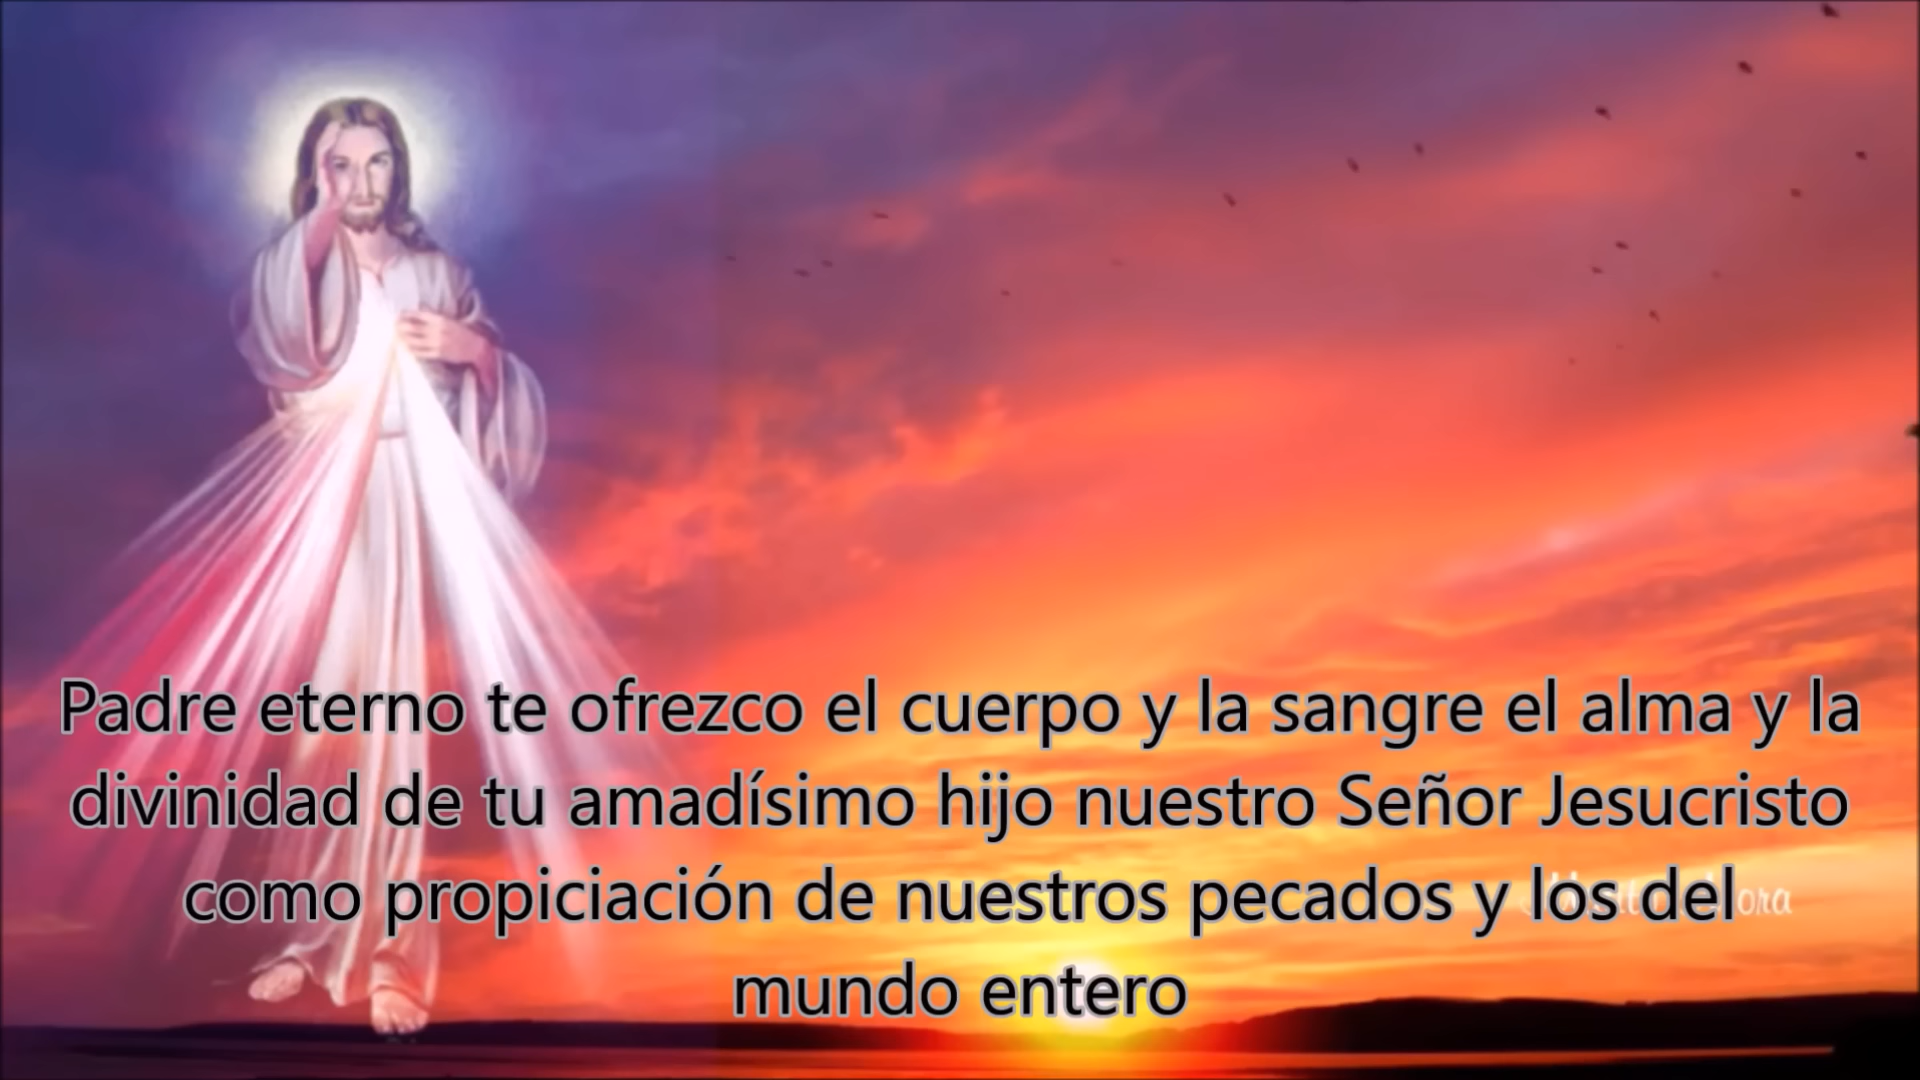 Padre eterno te ofrezco el cuerpo y la sangre el alma y la
divinidad de tu amadísimo hijo nuestro Señor Jesucristo
como propiciación de nuestros pecados y los del
mundo entero